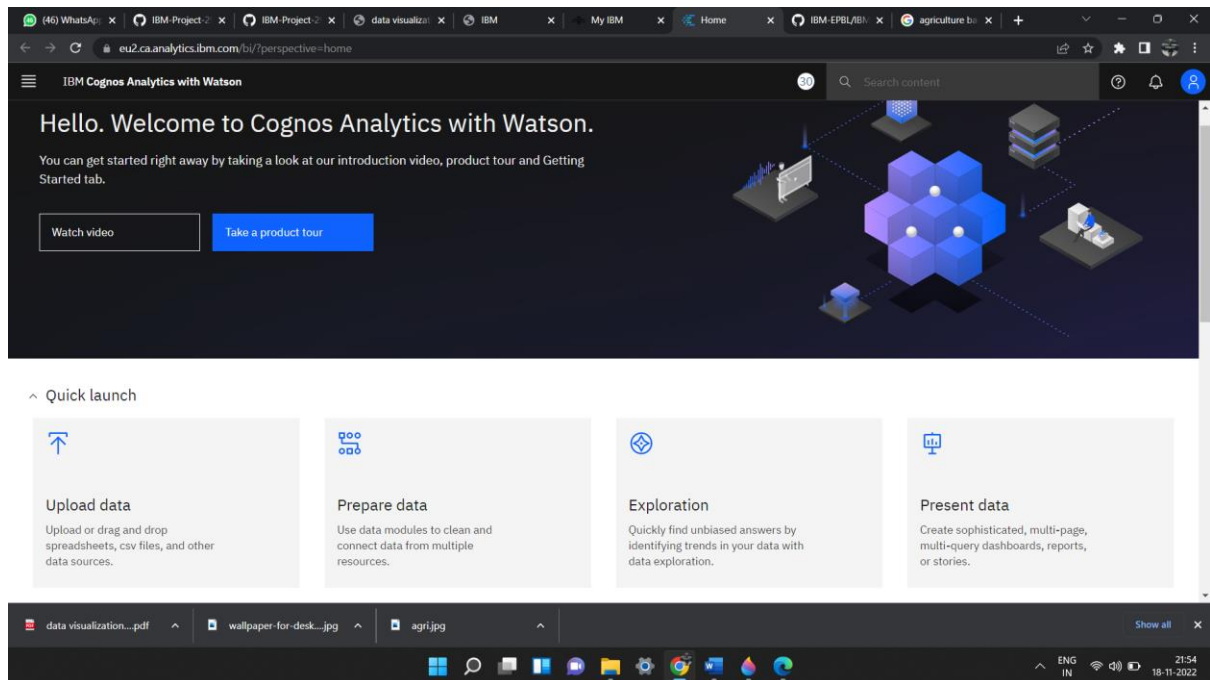 (46) WhatsAp
IBM-Project-2
IBM-Project-2
data visualizat
IBM
My IBM
Home
IBM-EPBL/IBM
agriculture ba
eu2.ca.analytics.ibm.com/bi/?perspective=home
IBM Cognos Analytics with Watson
30
Search content
Hello. Welcome to Cognos Analytics with Watson.
You can get started right away by taking a look at our introduction video, product tour and Getting
Started tab.
Watch video
Take a product tour
Quick launch
Upload data
Upload or drag and drop
spreadsheets, csv files, and other
data sources.
Prepare data
Use data modules to clean and
connect data from multiple
resources.
Exploration
Quickly find unbiased answers by
identifying trends in your data with
data exploration.
Present data
Create sophisticated, multi-page,
multi-query dashboards, reports,
or stories.
data visualization....pdf
wallpaper-for-desk....jpg
agri.jpg
Show all
ENG
IN
21:54
18-11-2022